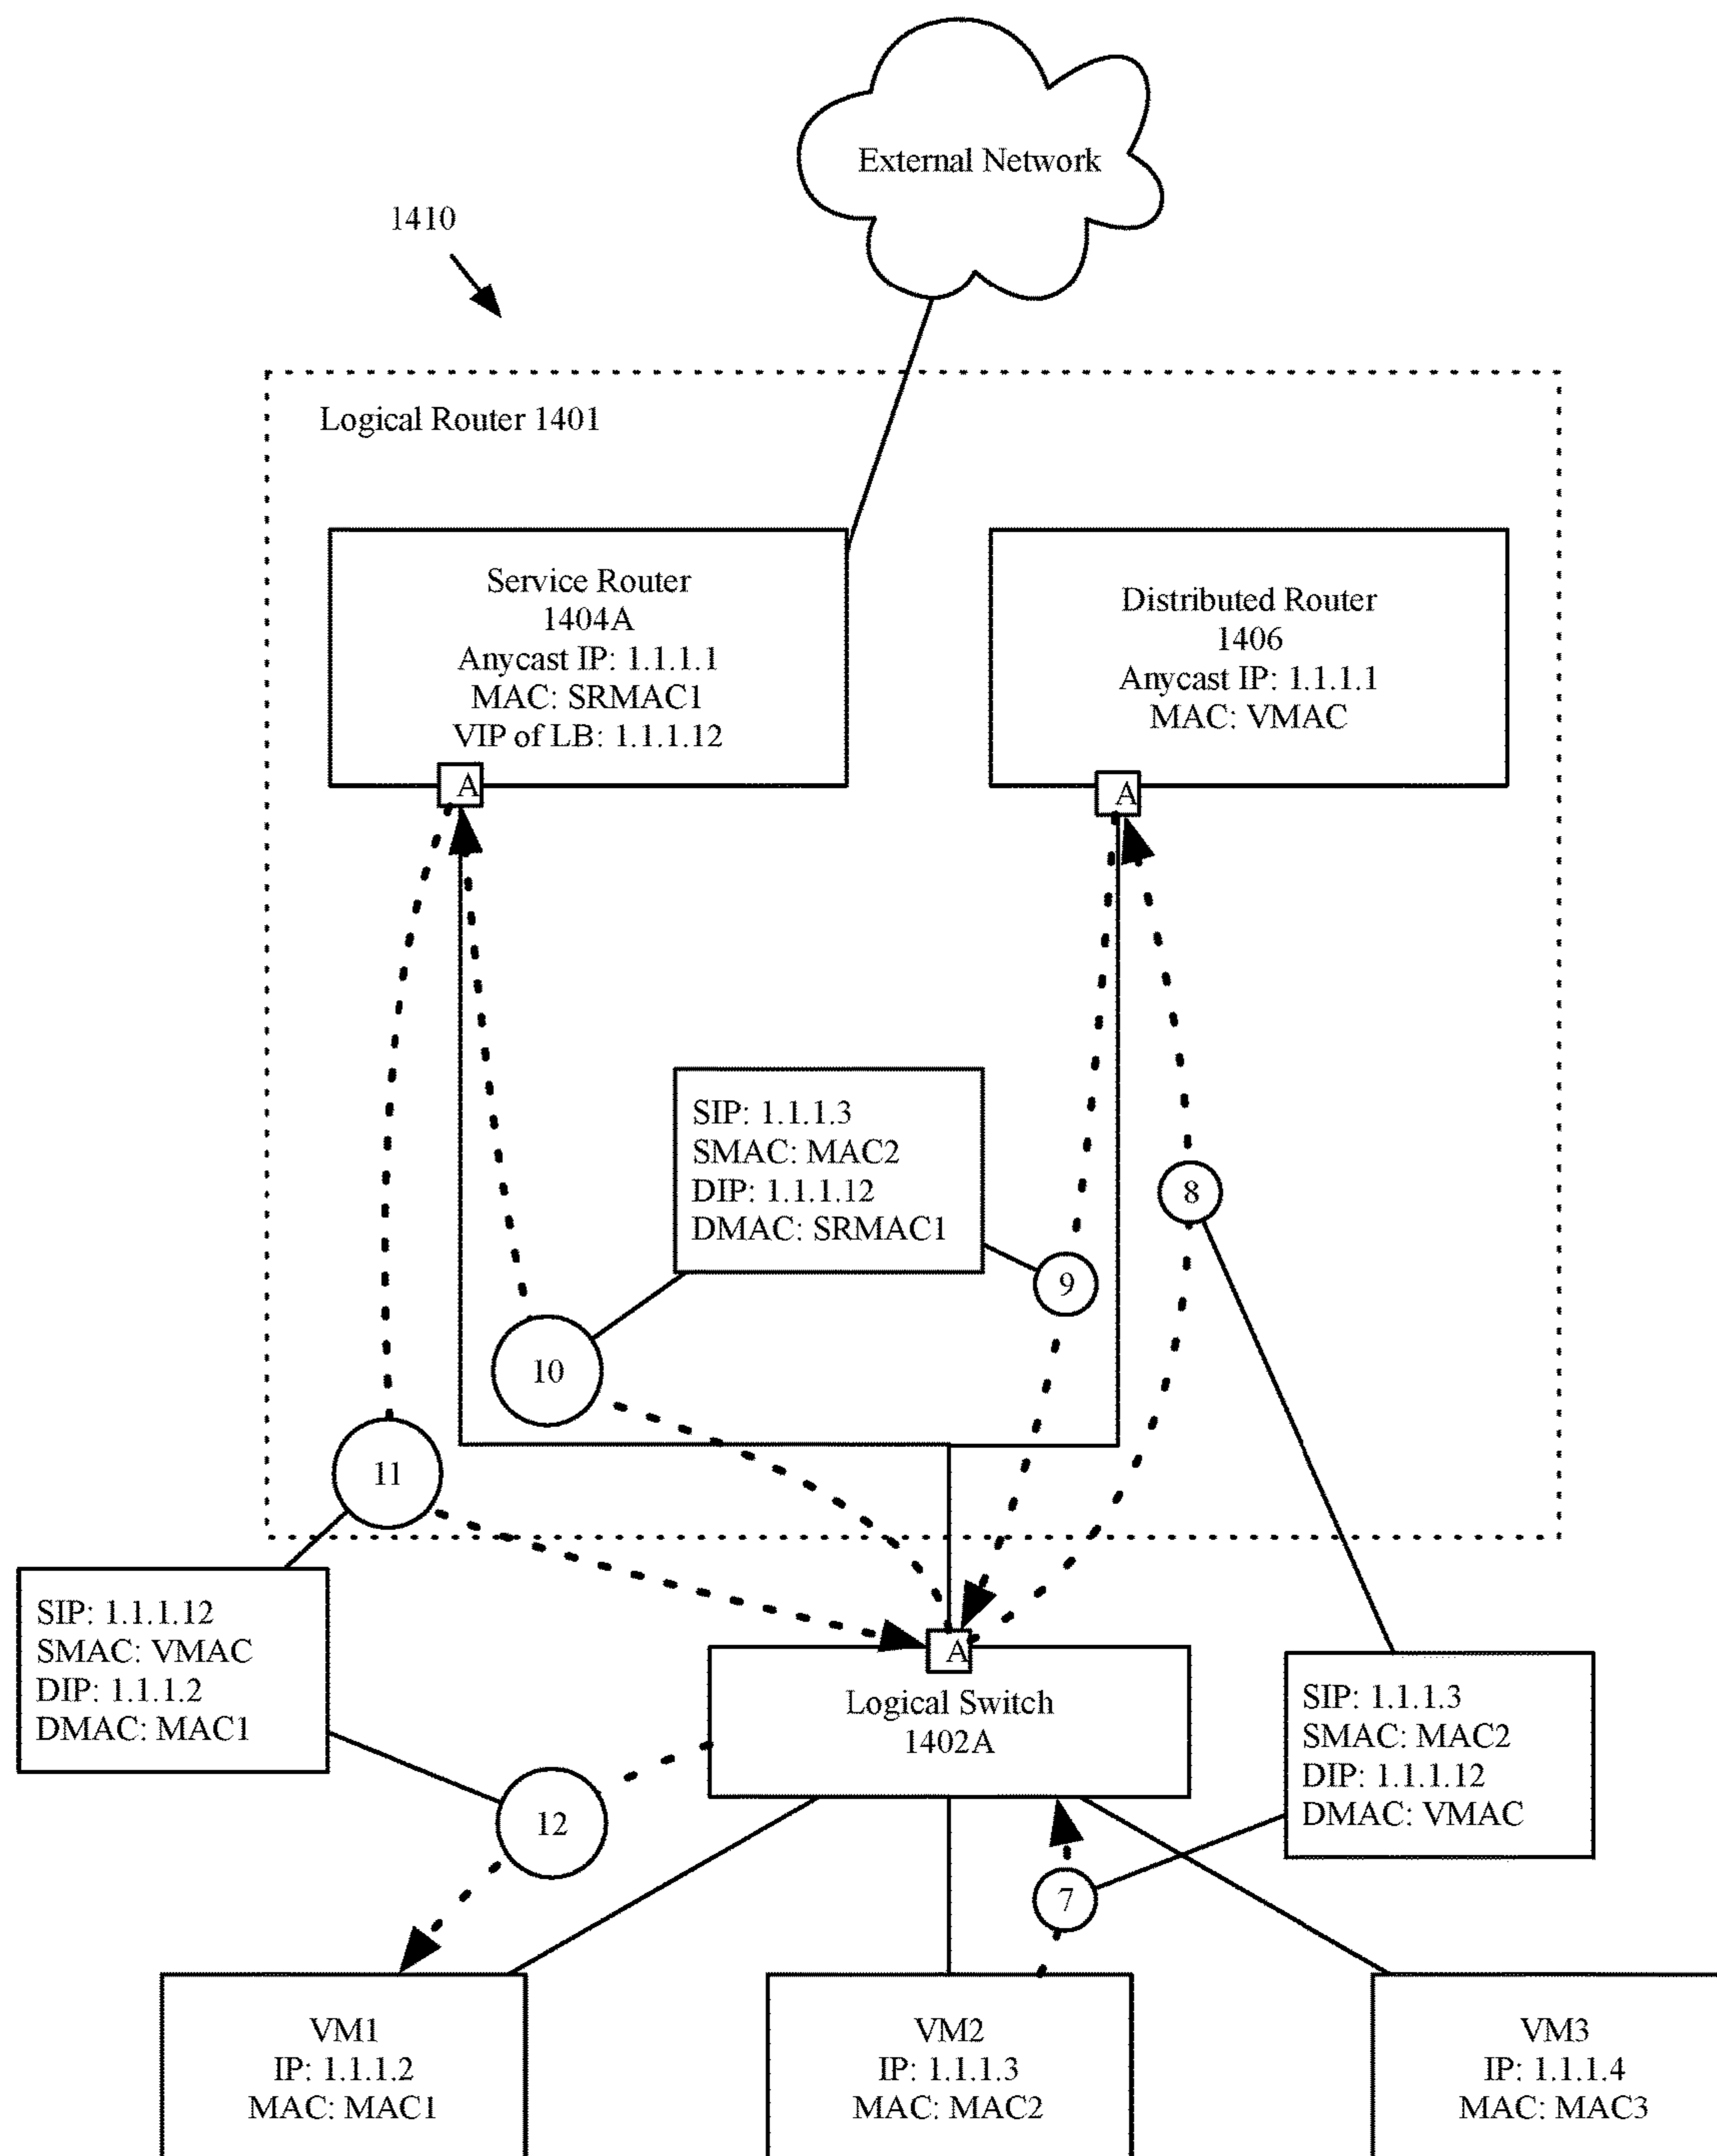 External Network
1410
Logical Router 1401
Service Router
1404A
Anycast IP: 1.1.1.1
MAC: SRMAC1
VIP of LB: 1.1.1.12
A
Distributed Router
1406
Anycast IP: 1.1.1.1
MAC: VMAC
A
SIP: 1.1.1.3
SMAC: MAC2
DIP: 1.1.1.12
DMAC: SRMAC1
8
9
10
11
SIP: 1.1.1.12
SMAC: VMAC
DIP: 1.1.1.2
DMAC: MAC1
A
Logical Switch
1402A
SIP: 1.1.1.3
SMAC: MAC2
DIP: 1.1.1.12
DMAC: VMAC
12
7
VM1
IP: 1.1.1.2
MAC: MAC1
VM2
IP: 1.1.1.3
MAC: MAC2
VM3
IP: 1.1.1.4
MAC: MAC3